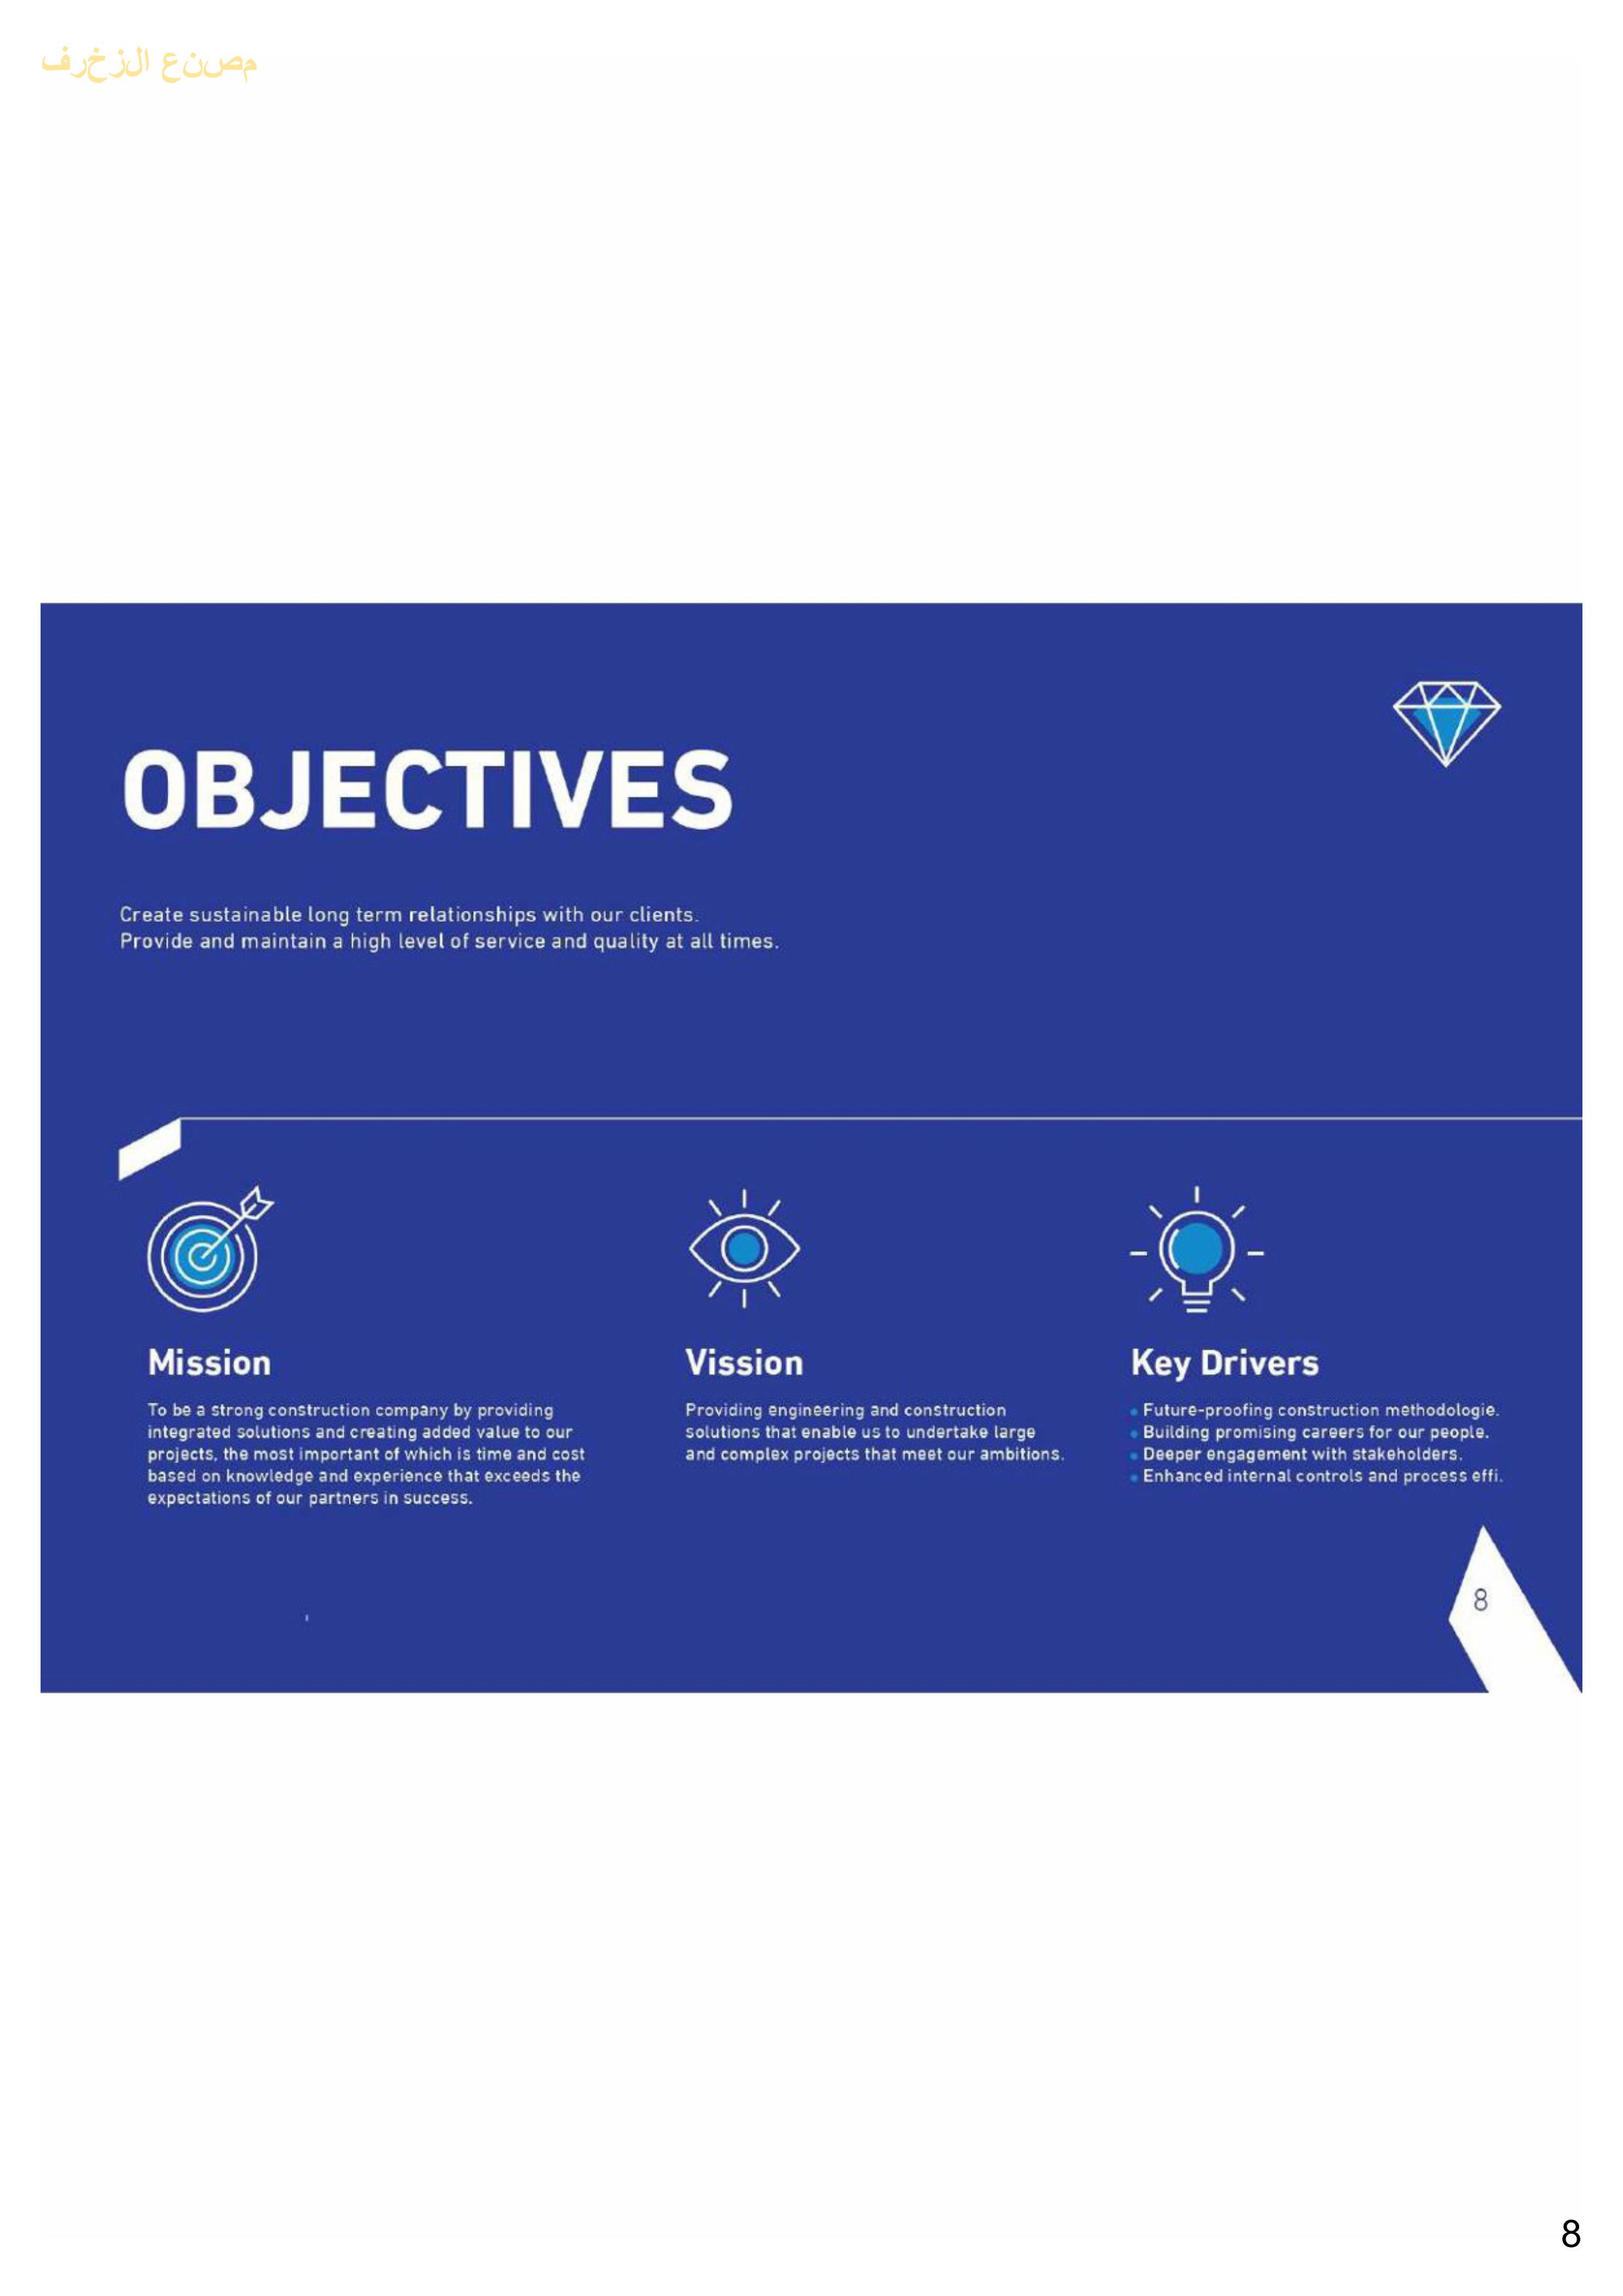 مصنع الزخرف
OBJECTIVES
Create sustainable long term relationships with our clients.
Provide and maintain a high level of service and quality at all times.
Mission
To be a strong construction company by providing
integrated solutions and creating added value to our
projects, the most important of which is time and cost
based on knowledge and experience that exceeds the
expectations of our partners in success.
Vission
Providing engineering and construction
solutions that enable us to undertake large
and complex projects that meet our ambitions.
Key Drivers
• Future-proofing construction methodologie.
• Building promising careers for our people.
• Deeper engagement with stakeholders.
• Enhanced internal controls and process effi.
8
8